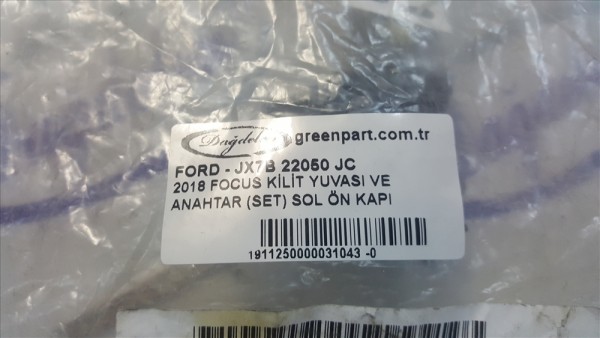 greenpart.com.tr
FORD - JX7B 22050 JC
2018 FOCUS KİLİT YUVASI VE
ANAHTAR (SET) SOL ÖN KAPI
1911250000031043 -0